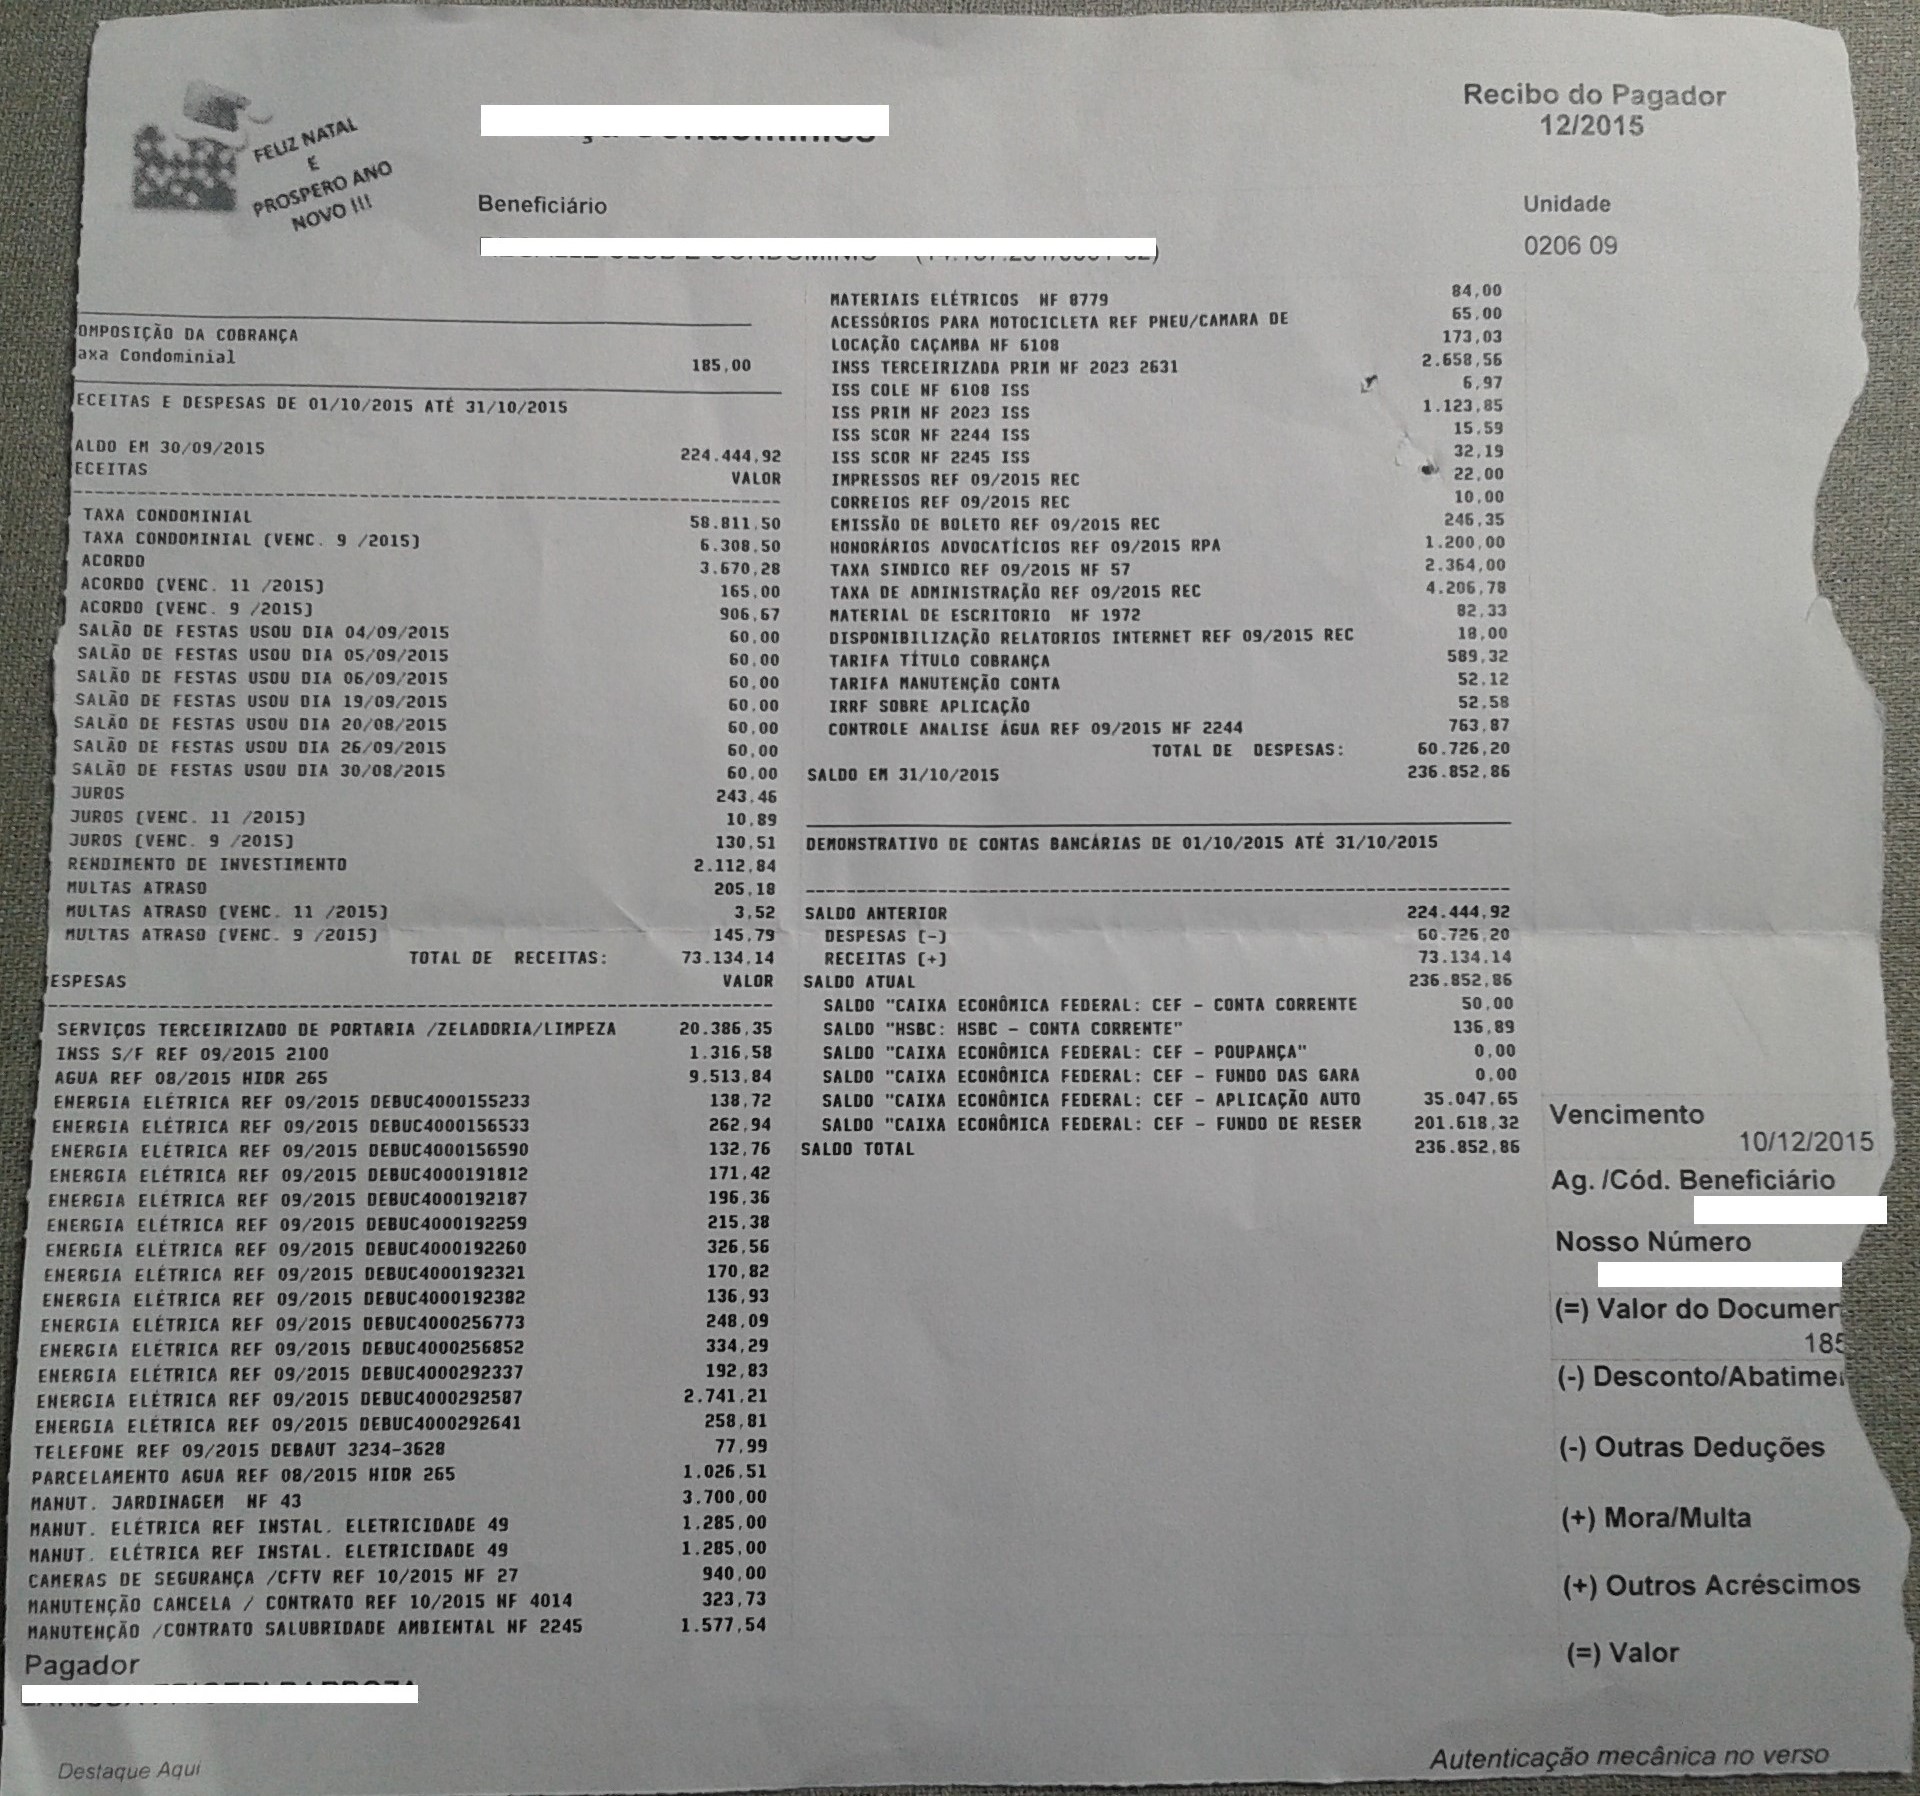 FELIZ NATAL
E
PROSPERO ANO
NOVO !!!
Recibo do Pagador
12/2015
Beneficiário
Unidade
0206 09
OMPOSIÇÃO DA COBRANÇA
axa Condominial 185,00
ECEITAS E DESPESAS DE 01/10/2015 ATÉ 31/10/2015
ALDO EM 30/09/2015 224.444,92
ECEITAS VALOR
TAXA CONDOMINIAL 58.811,50
TAXA CONDOMINIAL (VENC. 9 /2015) 6.308,50
ACORDO 3.670,28
ACORDO (VENC. 11 /2015) 165,00
ACORDO (VENC. 9 /2015) 906,67
SALÃO DE FESTAS USOU DIA 04/09/2015 60,00
SALÃO DE FESTAS USOU DIA 05/09/2015 60,00
SALÃO DE FESTAS USOU DIA 06/09/2015 60,00
SALÃO DE FESTAS USOU DIA 19/09/2015 60,00
SALÃO DE FESTAS USOU DIA 20/08/2015 60,00
SALÃO DE FESTAS USOU DIA 26/09/2015 60,00
SALÃO DE FESTAS USOU DIA 30/08/2015 60,00
JUROS 243,46
JUROS (VENC. 11 /2015) 10,89
JUROS (VENC. 9 /2015) 130,51
RENDIMENTO DE INVESTIMENTO 2.112,84
MULTAS ATRASO 205,18
MULTAS ATRASO (VENC. 11 /2015) 3,52
MULTAS ATRASO (VENC. 9 /2015) 145,79
TOTAL DE RECEITAS: 73.134,14
ESPESAS VALOR
SERVIÇOS TERCEIRIZADO DE PORTARIA /ZELADORIA/LIMPEZA 20.386,35
INSS S/F REF 09/2015 2100 1.316,58
AGUA REF 08/2015 HIDR 265 9.513,84
ENERGIA ELÉTRICA REF 09/2015 DEBUC4000155233 138,72
ENERGIA ELÉTRICA REF 09/2015 DEBUC4000156533 262,94
ENERGIA ELÉTRICA REF 09/2015 DEBUC4000156590 132,76
ENERGIA ELÉTRICA REF 09/2015 DEBUC4000191812 171,42
ENERGIA ELÉTRICA REF 09/2015 DEBUC4000192187 196,36
ENERGIA ELÉTRICA REF 09/2015 DEBUC4000192259 215,38
ENERGIA ELÉTRICA REF 09/2015 DEBUC4000192260 326,56
ENERGIA ELÉTRICA REF 09/2015 DEBUC4000192321 170,82
ENERGIA ELÉTRICA REF 09/2015 DEBUC4000192382 136,93
ENERGIA ELÉTRICA REF 09/2015 DEBUC4000256773 248,09
ENERGIA ELÉTRICA REF 09/2015 DEBUC4000256852 334,29
ENERGIA ELÉTRICA REF 09/2015 DEBUC4000292337 192,83
ENERGIA ELÉTRICA REF 09/2015 DEBUC4000292587 2.741,21
ENERGIA ELÉTRICA REF 09/2015 DEBUC4000292641 258,81
TELEFONE REF 09/2015 DEBAUT 3234-3628 77,99
PARCELAMENTO AGUA REF 08/2015 HIDR 265 1.026,51
MANUT. JARDINAGEM NF 43 3.700,00
MANUT. ELÉTRICA REF INSTAL. ELETRICIDADE 49 1.285,00
MANUT. ELÉTRICA REF INSTAL. ELETRICIDADE 49 1.285,00
CAMERAS DE SEGURANÇA /CFTV REF 10/2015 NF 27 940,00
MANUTENÇÃO CANCELA / CONTRATO REF 10/2015 NF 4014 323,73
MANUTENÇÃO /CONTRATO SALUBRIDADE AMBIENTAL NF 2245 1.577,54
MATERIAIS ELÉTRICOS NF 8779 84,00
ACESSÓRIOS PARA MOTOCICLETA REF PNEU/CAMARA DE 65,00
LOCAÇÃO CAÇAMBA NF 6108 173,03
INSS TERCEIRIZADA PRIM NF 2023 2631 2.658,56
ISS COLE NF 6108 ISS 6,97
ISS PRIM NF 2023 ISS 1.123,85
ISS SCOR NF 2244 ISS 15,59
ISS SCOR NF 2245 ISS 32,19
IMPRESSOS REF 09/2015 REC 22,00
CORREIOS REF 09/2015 REC 10,00
EMISSÃO DE BOLETO REF 09/2015 REC 246,35
HONORÁRIOS ADVOCATÍCIOS REF 09/2015 RPA 1.200,00
TAXA SINDICO REF 09/2015 NF 57 2.364,00
TAXA DE ADMINISTRAÇÃO REF 09/2015 REC 4.206,78
MATERIAL DE ESCRITORIO NF 1972 82,33
DISPONIBILIZAÇÃO RELATORIOS INTERNET REF 09/2015 REC 18,00
TARIFA TÍTULO COBRANÇA 589,32
TARIFA MANUTENÇÃO CONTA 52,12
IRRF SOBRE APLICAÇÃO 52,58
CONTROLE ANALISE ÁGUA REF 09/2015 NF 2244 763,87
TOTAL DE DESPESAS: 60.726,20
SALDO EM 31/10/2015 236.852,86
DEMONSTRATIVO DE CONTAS BANCÁRIAS DE 01/10/2015 ATÉ 31/10/2015
SALDO ANTERIOR 224.444,92
DESPESAS (-) 60.726,20
RECEITAS (+) 73.134,14
SALDO ATUAL 236.852,86
SALDO "CAIXA ECONÔMICA FEDERAL: CEF - CONTA CORRENTE 50,00
SALDO "HSBC: HSBC - CONTA CORRENTE" 136,89
SALDO "CAIXA ECONÔMICA FEDERAL: CEF - POUPANÇA" 0,00
SALDO "CAIXA ECONÔMICA FEDERAL: CEF - FUNDO DAS GARA 0,00
SALDO "CAIXA ECONÔMICA FEDERAL: CEF - APLICAÇÃO AUTO 35.047,65
SALDO "CAIXA ECONÔMICA FEDERAL: CEF - FUNDO DE RESER 201.618,32
SALDO TOTAL 236.852,86
Vencimento
10/12/2015
Ag. /Cód. Beneficiário
Nosso Número
(=) Valor do Documen
185
(-) Desconto/Abatime
(-) Outras Deduções
(+) Mora/Multa
(+) Outros Acréscimos
(=) Valor
Pagador
Destaque Aqui
Autenticação mecânica no verso